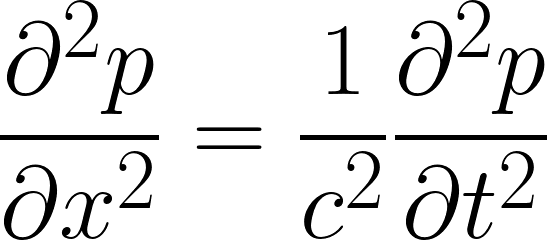 ∂²p/∂x² = 1/c² ∂²p/∂t²